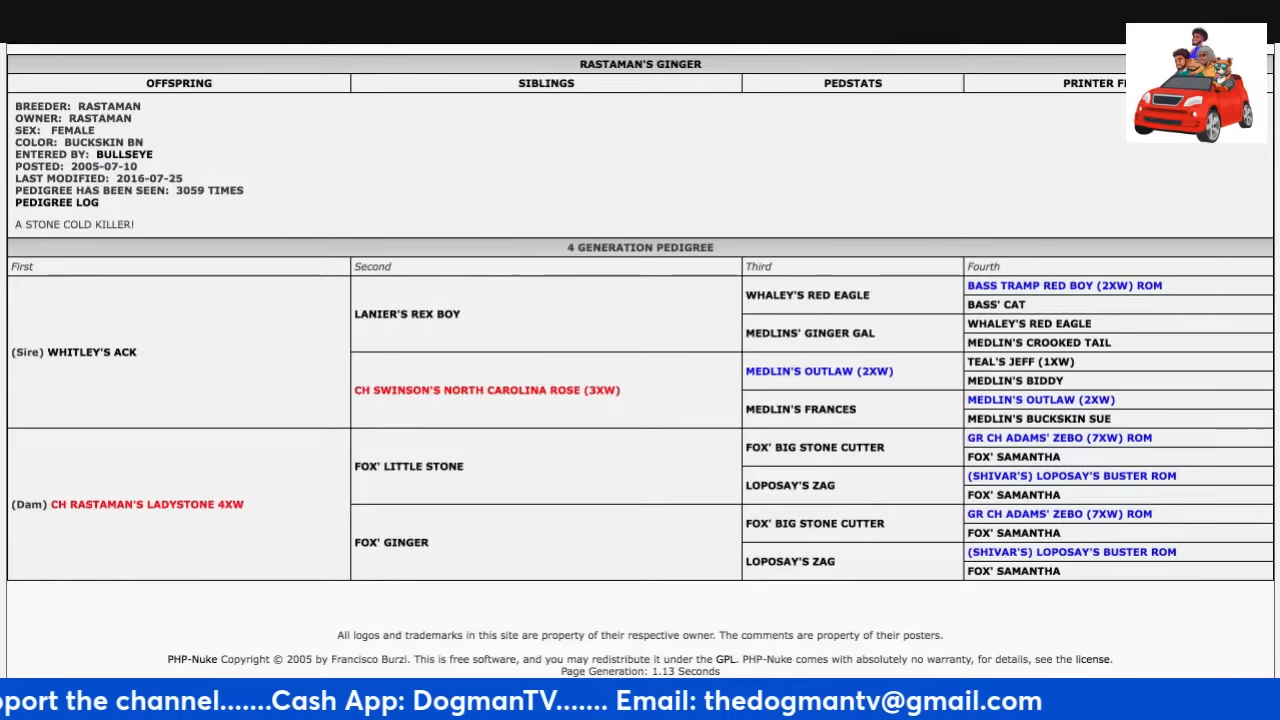 RASTAMAN'S GINGER
OFFSPRING SIBLINGS PEDSTATS PRINTER
BREEDER: RASTAMAN
OWNER: RASTAMAN
SEX: FEMALE
COLOR: BUCKSKIN BN
ENTERED BY: BULLSEYE
POSTED: 2005-07-10
LAST MODIFIED: 2016-07-25
PEDIGREE HAS BEEN SEEN: 3059 TIMES
PEDIGREE LOG
A STONE COLD KILLER!
4 GENERATION PEDIGREE
First Second Third Fourth
(Sire) WHITLEY'S ACK
LANIER'S REX BOY
WHALEY'S RED EAGLE
BASS TRAMP RED BOY (2XW) ROM
BASS' CAT
MEDLINS' GINGER GAL
WHALEY'S RED EAGLE
MEDLIN'S CROOKED TAIL
CH SWINSON'S NORTH CAROLINA ROSE (3XW)
MEDLIN'S OUTLAW (2XW)
TEAL'S JEFF (1XW)
MEDLIN'S BIDDY
MEDLIN'S FRANCES
MEDLIN'S OUTLAW (2XW)
MEDLIN'S BUCKSKIN SUE
(Dam) CH RASTAMAN'S LADYSTONE 4XW
FOX' LITTLE STONE
FOX' BIG STONE CUTTER
GR CH ADAMS' ZEBO (7XW) ROM
FOX' SAMANTHA
LOPOSAY'S ZAG
(SHIVAR'S) LOPOSAY'S BUSTER ROM
FOX' SAMANTHA
FOX' GINGER
FOX' BIG STONE CUTTER
GR CH ADAMS' ZEBO (7XW) ROM
FOX' SAMANTHA
LOPOSAY'S ZAG
(SHIVAR'S) LOPOSAY'S BUSTER ROM
FOX' SAMANTHA
All logos and trademarks in this site are property of their respective owner. The comments are property of their posters.
PHP-Nuke Copyright © 2005 by Francisco Burzi. This is free software, and you may redistribute it under the GPL. PHP-Nuke comes with absolutely no warranty, for details, see the license.
Page Generation: 1.13 Seconds
pport the channel.......Cash App: DogmanTV....... Email: thedogmantv@gmail.com